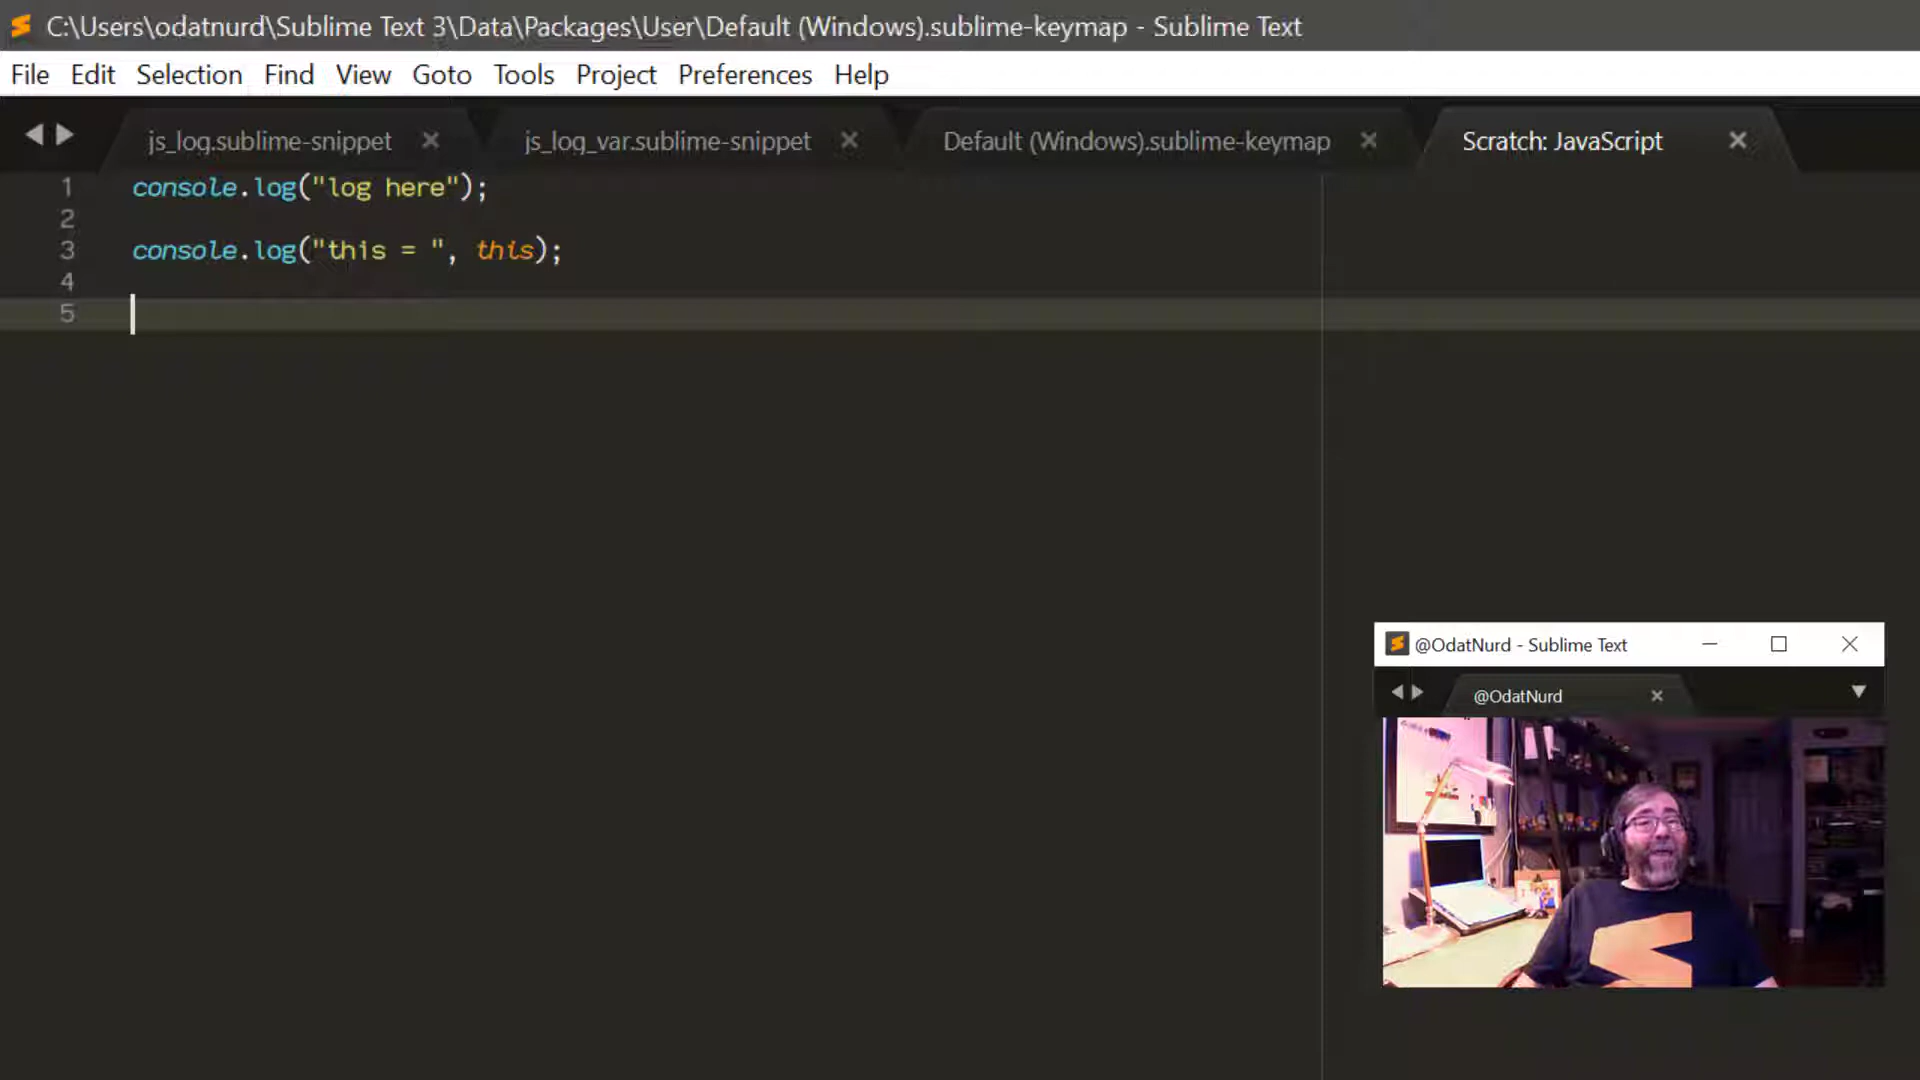 C:\Users\odatnurd\Sublime Text 3\Data\Packages\User\Default (Windows).sublime-keymap - Sublime Text
File Edit Selection Find View Goto Tools Project Preferences Help
js_log.sublime-snippet js_log_var.sublime-snippet Default (Windows).sublime-keymap Scratch: JavaScript
1 console.log("log here");
2
3 console.log("this = ", this);
4
5
@OdatNurd - Sublime Text
@OdatNurd